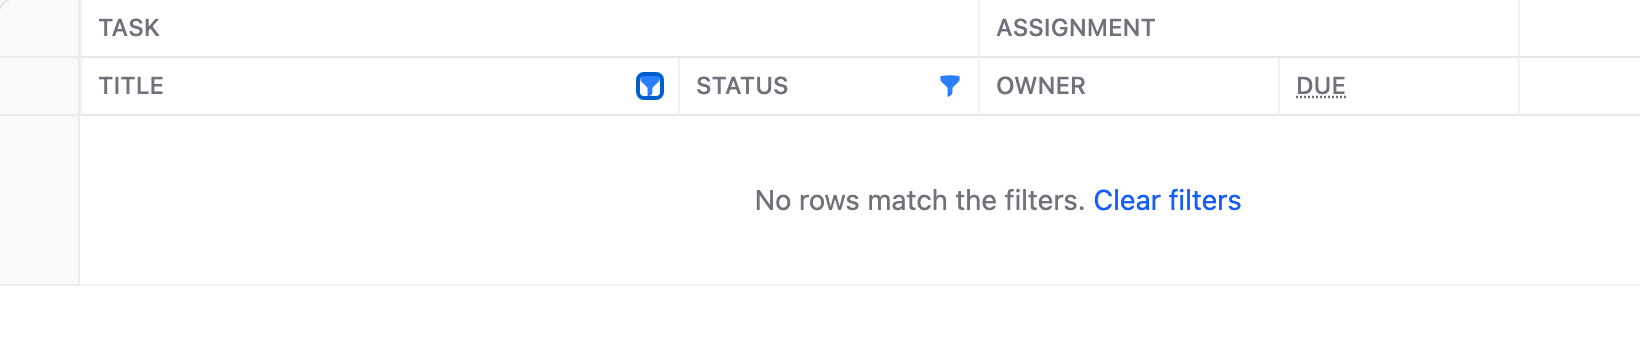 TASK ASSIGNMENT
TITLE STATUS OWNER DUE
No rows match the filters. Clear filters